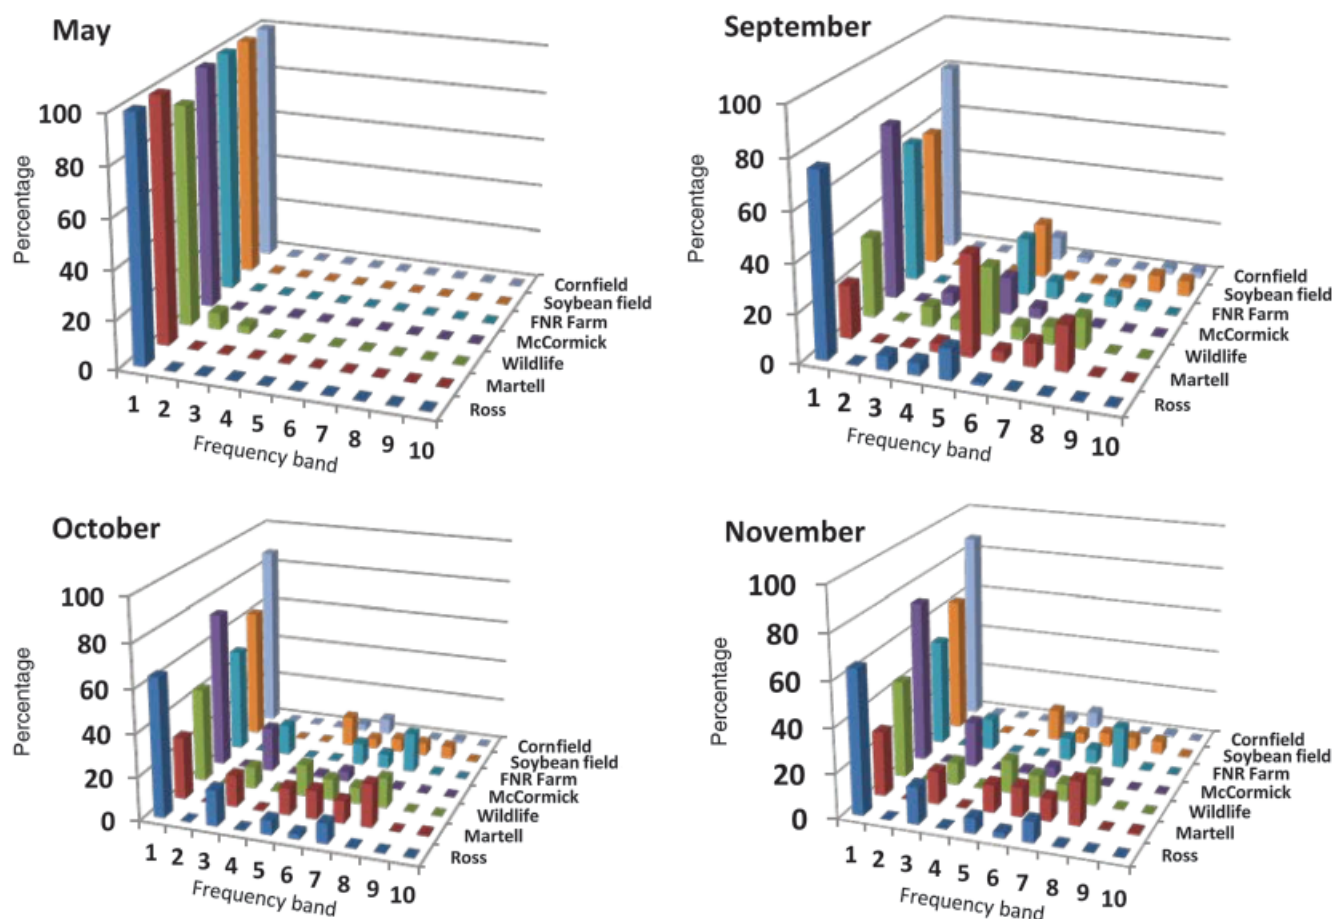 May
100
80
60
40
20
0
Percentage
1 2 3 4 5 6 7 8 9 10
Frequency band
Cornfield
Soybean field
FNR Farm
McCormick
Wildlife
Martell
Ross
September
100
80
60
40
20
0
Percentage
1 2 3 4 5 6 7 8 9 10
Frequency band
Cornfield
Soybean field
FNR Farm
McCormick
Wildlife
Martell
Ross
October
100
80
60
40
20
0
Percentage
1 2 3 4 5 6 7 8 9 10
Frequency band
Cornfield
Soybean field
FNR Farm
McCormick
Wildlife
Martell
Ross
November
100
80
60
40
20
0
Percentage
1 2 3 4 5 6 7 8 9 10
Frequency band
Cornfield
Soybean field
FNR Farm
McCormick
Wildlife
Martell
Ross